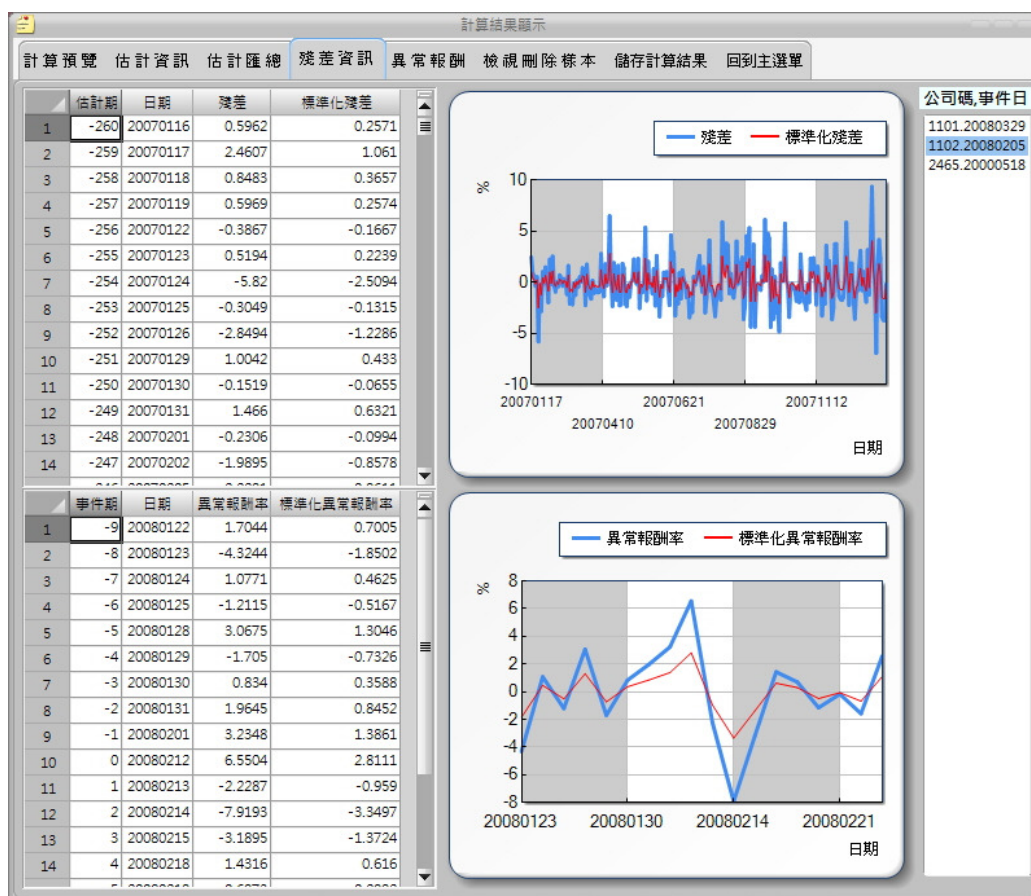 計算結果顯示
計算預覽 估計資訊 估計匯總 殘差資訊 異常報酬 檢視刪除樣本 儲存計算結果 回到主選單
估計期 日期 殘差 標準化殘差
1 -260 20070116 0.5962 0.2571
2 -259 20070117 2.4607 1.061
3 -258 20070118 0.8483 0.3657
4 -257 20070119 0.5969 0.2574
5 -256 20070122 -0.3867 -0.1667
6 -255 20070123 0.5194 0.2239
7 -254 20070124 -5.82 -2.5094
8 -253 20070125 -0.3049 -0.1315
9 -252 20070126 -2.8494 -1.2286
10 -251 20070129 1.0042 0.433
11 -250 20070130 -0.1519 -0.0655
12 -249 20070131 1.466 0.6321
13 -248 20070201 -0.2306 -0.0994
14 -247 20070202 -1.9895 -0.8578
殘差 標準化殘差
%
10
5
0
-5
-10
20070117 20070621 20071112
20070410 20070829
日期
公司碼,事件日
1101.20080329
1102.20080205
2465.20000518
事件期 日期 異常報酬率 標準化異常報酬率
1 -9 20080122 1.7044 0.7005
2 -8 20080123 -4.3244 -1.8502
3 -7 20080124 1.0771 0.4625
4 -6 20080125 -1.2115 -0.5167
5 -5 20080128 3.0675 1.3046
6 -4 20080129 -1.705 -0.7326
7 -3 20080130 0.834 0.3588
8 -2 20080131 1.9645 0.8452
9 -1 20080201 3.2348 1.3861
10 0 20080212 6.5504 2.8111
11 1 20080213 -2.2287 -0.959
12 2 20080214 -7.9193 -3.3497
13 3 20080215 -3.1895 -1.3724
14 4 20080218 1.4316 0.616
異常報酬率 標準化異常報酬率
%
8
6
4
2
0
-2
-4
-6
-8
20080123 20080130 20080214 20080221
日期